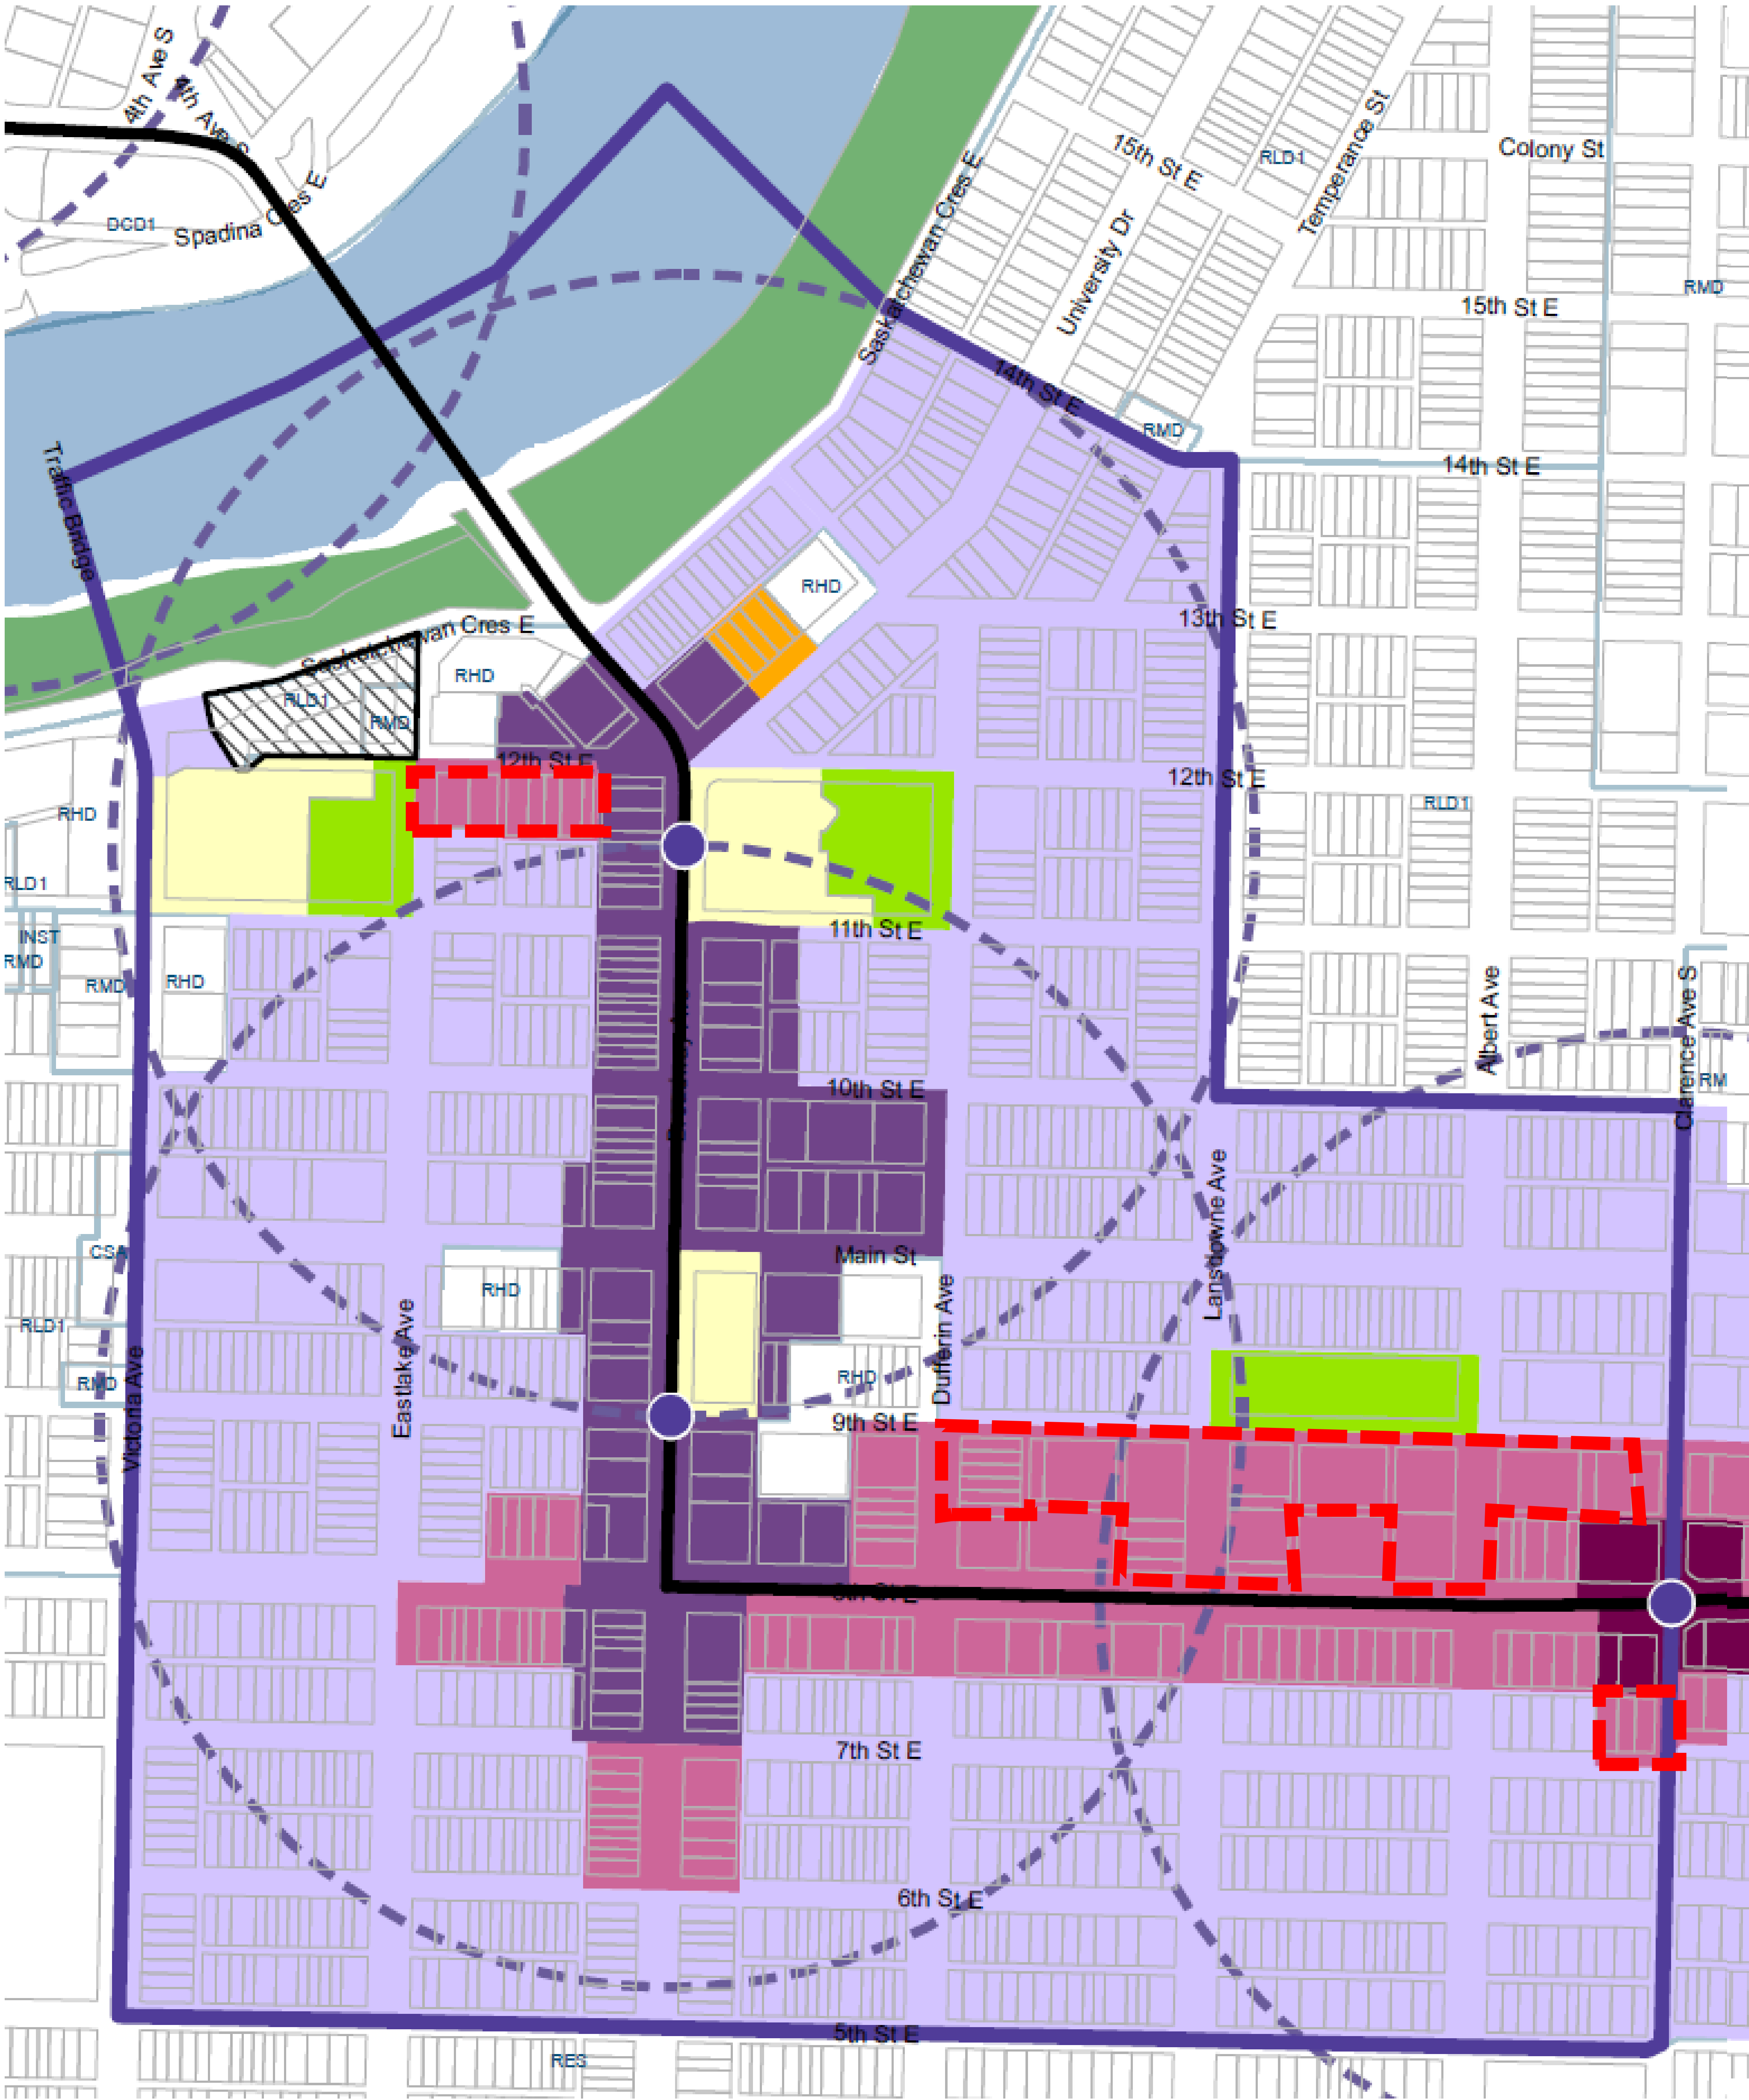 4th Ave S
4th Ave S
15th St E
RLD1
Temperance St
Colony St
DCD1
Spadina Cres E
Saskatchewan Cres E
University Dr
RMD
15th St E
14th St E
RMD
14th St E
Traffic Bridge
RHD
13th St E
Saskatchewan Cres E
RHD
RLD1
RMD
12th St E
12th St E
RLD1
RHD
RLD1
11th St E
INST
RMD
RMD
RHD
Albert Ave
Clarence Ave S
10th St E
RM
Lansdowne Ave
CSA
Main St
RHD
Dufferin Ave
RLD1
Eastlake Ave
RMD
Victoria Ave
RHD
9th St E
8th St E
7th St E
6th St E
5th St E
RES